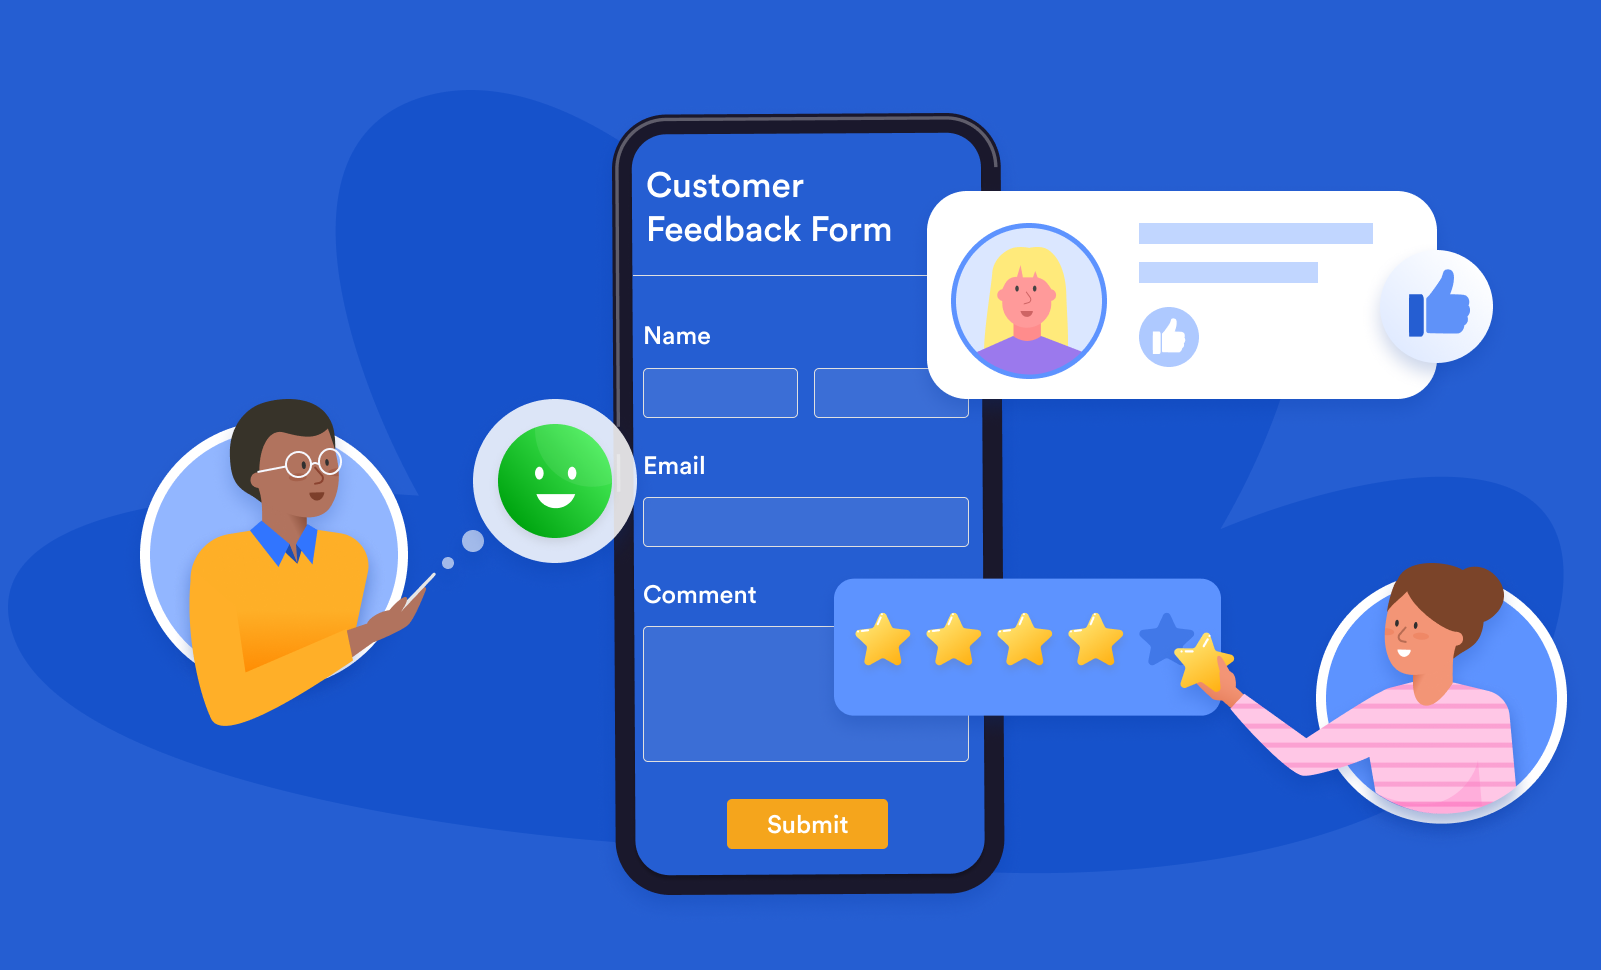 Customer
Feedback Form
Name
Email
Comment
Submit